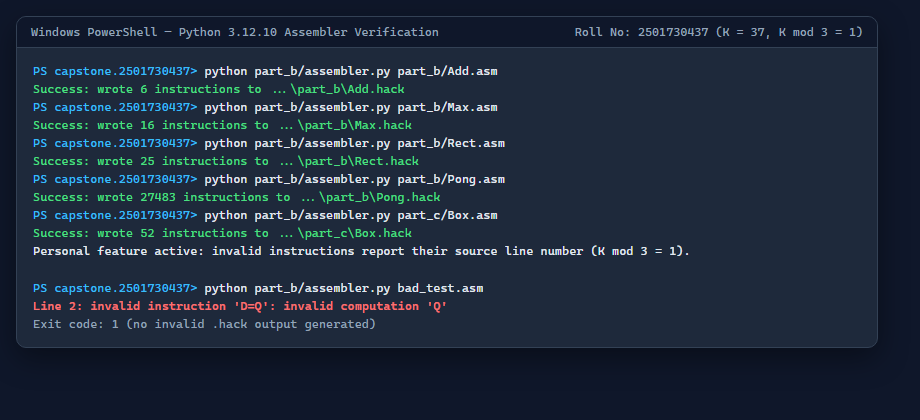 Windows PowerShell — Python 3.12.10 Assembler Verification
Roll No: 2501730437 (K = 37, K mod 3 = 1)
PS capstone.2501730437> python part_b/assembler.py part_b/Add.asm
Success: wrote 6 instructions to ...\part_b\Add.hack
PS capstone.2501730437> python part_b/assembler.py part_b/Max.asm
Success: wrote 16 instructions to ...\part_b\Max.hack
PS capstone.2501730437> python part_b/assembler.py part_b/Rect.asm
Success: wrote 25 instructions to ...\part_b\Rect.hack
PS capstone.2501730437> python part_b/assembler.py part_b/Pong.asm
Success: wrote 27483 instructions to ...\part_b\Pong.hack
PS capstone.2501730437> python part_b/assembler.py part_c/Box.asm
Success: wrote 52 instructions to ...\part_c\Box.hack
Personal feature active: invalid instructions report their source line number (K mod 3 = 1).
PS capstone.2501730437> python part_b/assembler.py bad_test.asm
Line 2: invalid instruction 'D=Q': invalid computation 'Q'
Exit code: 1 (no invalid .hack output generated)